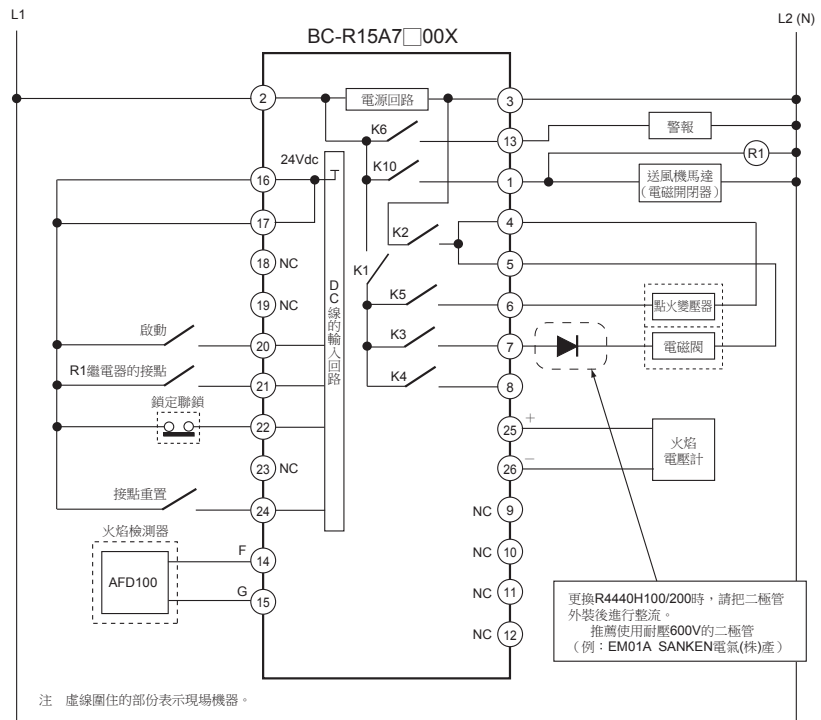 L1
L2 (N)
BC-R15A7□00X
2
電源回路
3
K6
警報
13
24Vdc
K10
R1
16
1
送風機馬達
（電磁開閉器）
17
K2
4
18 NC
K1
5
19 NC
DC線的輸入回路
K5
6
點火變壓器
啟動
20
K3
7
電磁閥
R1繼電器的接點
21
K4
8
鎖定聯鎖
22
25
+
火焰
電壓計
23 NC
26
−
接點重置
24
NC 9
火焰檢測器
F
14
NC 10
AFD100
G
15
NC 11
NC 12
更換R4440H100/200時，請把二極管
外裝後進行整流。
推薦使用耐壓600V的二極管
（例：EM01A SANKEN電氣(株)產）
注 虛線圍住的部份表示現場機器。